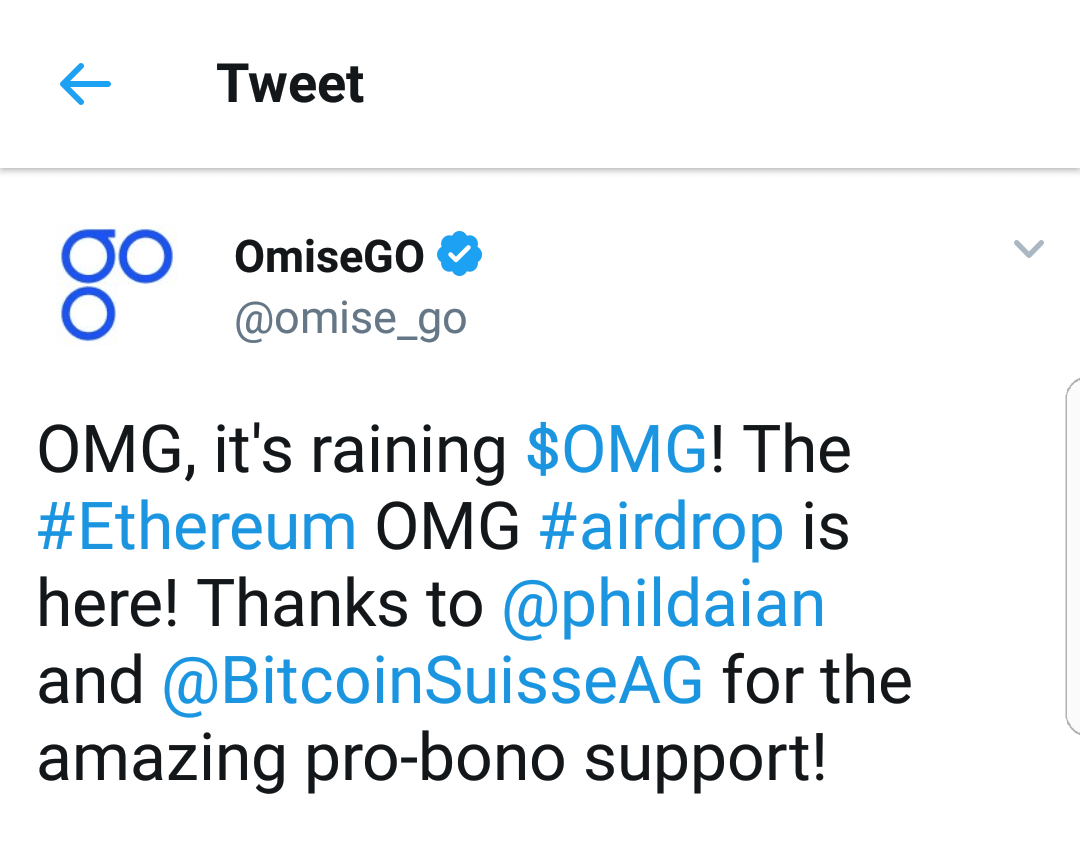 Tweet
go
o
OmiseGO
@omise_go
OMG, it's raining $OMG! The
#Ethereum OMG #airdrop is
here! Thanks to @phildaian
and @BitcoinSuisseAG for the
amazing pro-bono support!